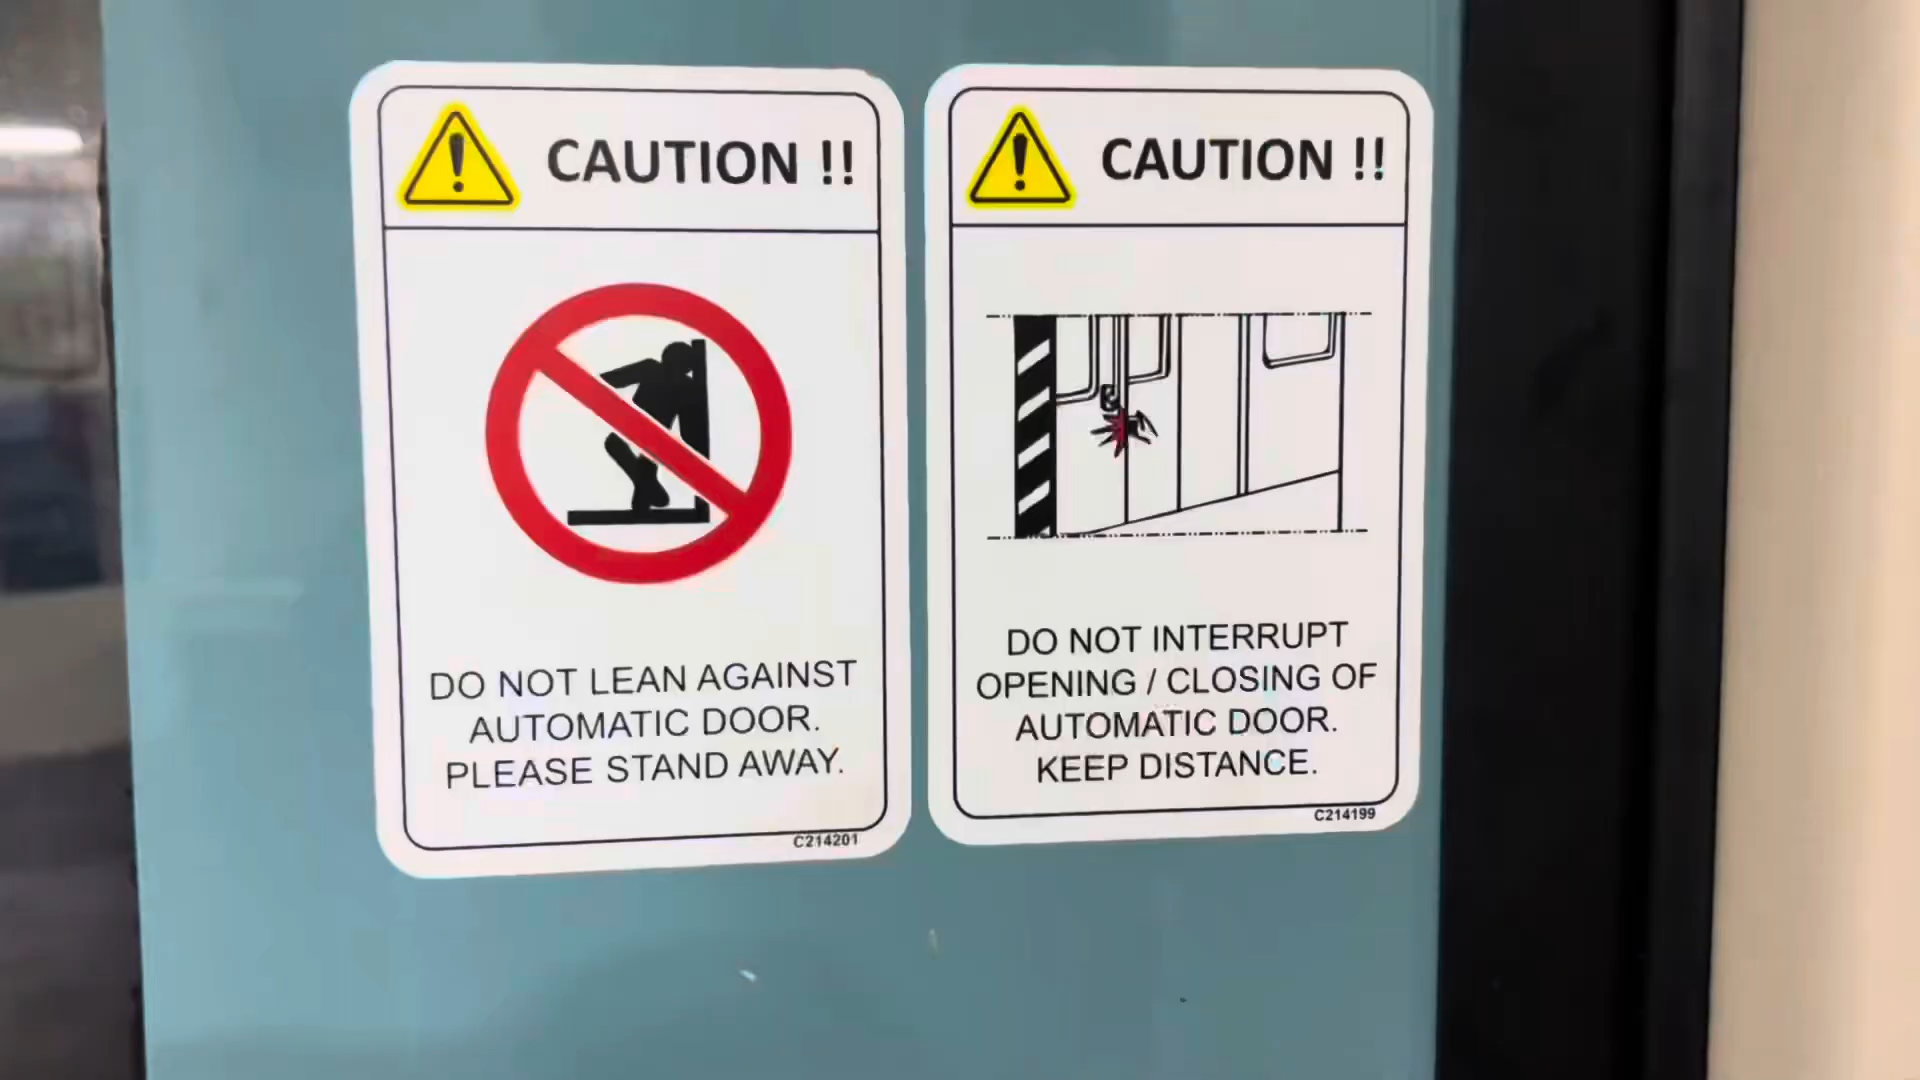 CAUTION !!
DO NOT LEAN AGAINST
AUTOMATIC DOOR.
PLEASE STAND AWAY.
C214201
CAUTION !!
DO NOT INTERRUPT
OPENING / CLOSING OF
AUTOMATIC DOOR.
KEEP DISTANCE.
C214199